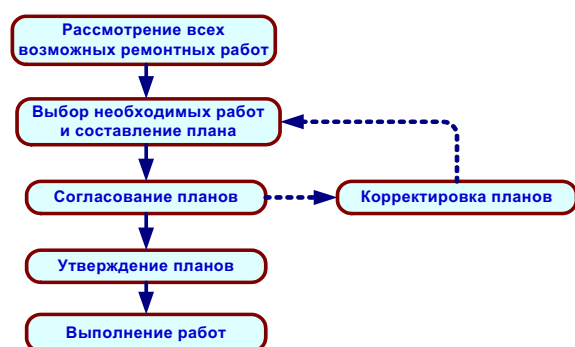 Рассмотрение всех
возможных ремонтных работ
Выбор необходимых работ
и составление плана
Согласование планов
Корректировка планов
Утверждение планов
Выполнение работ